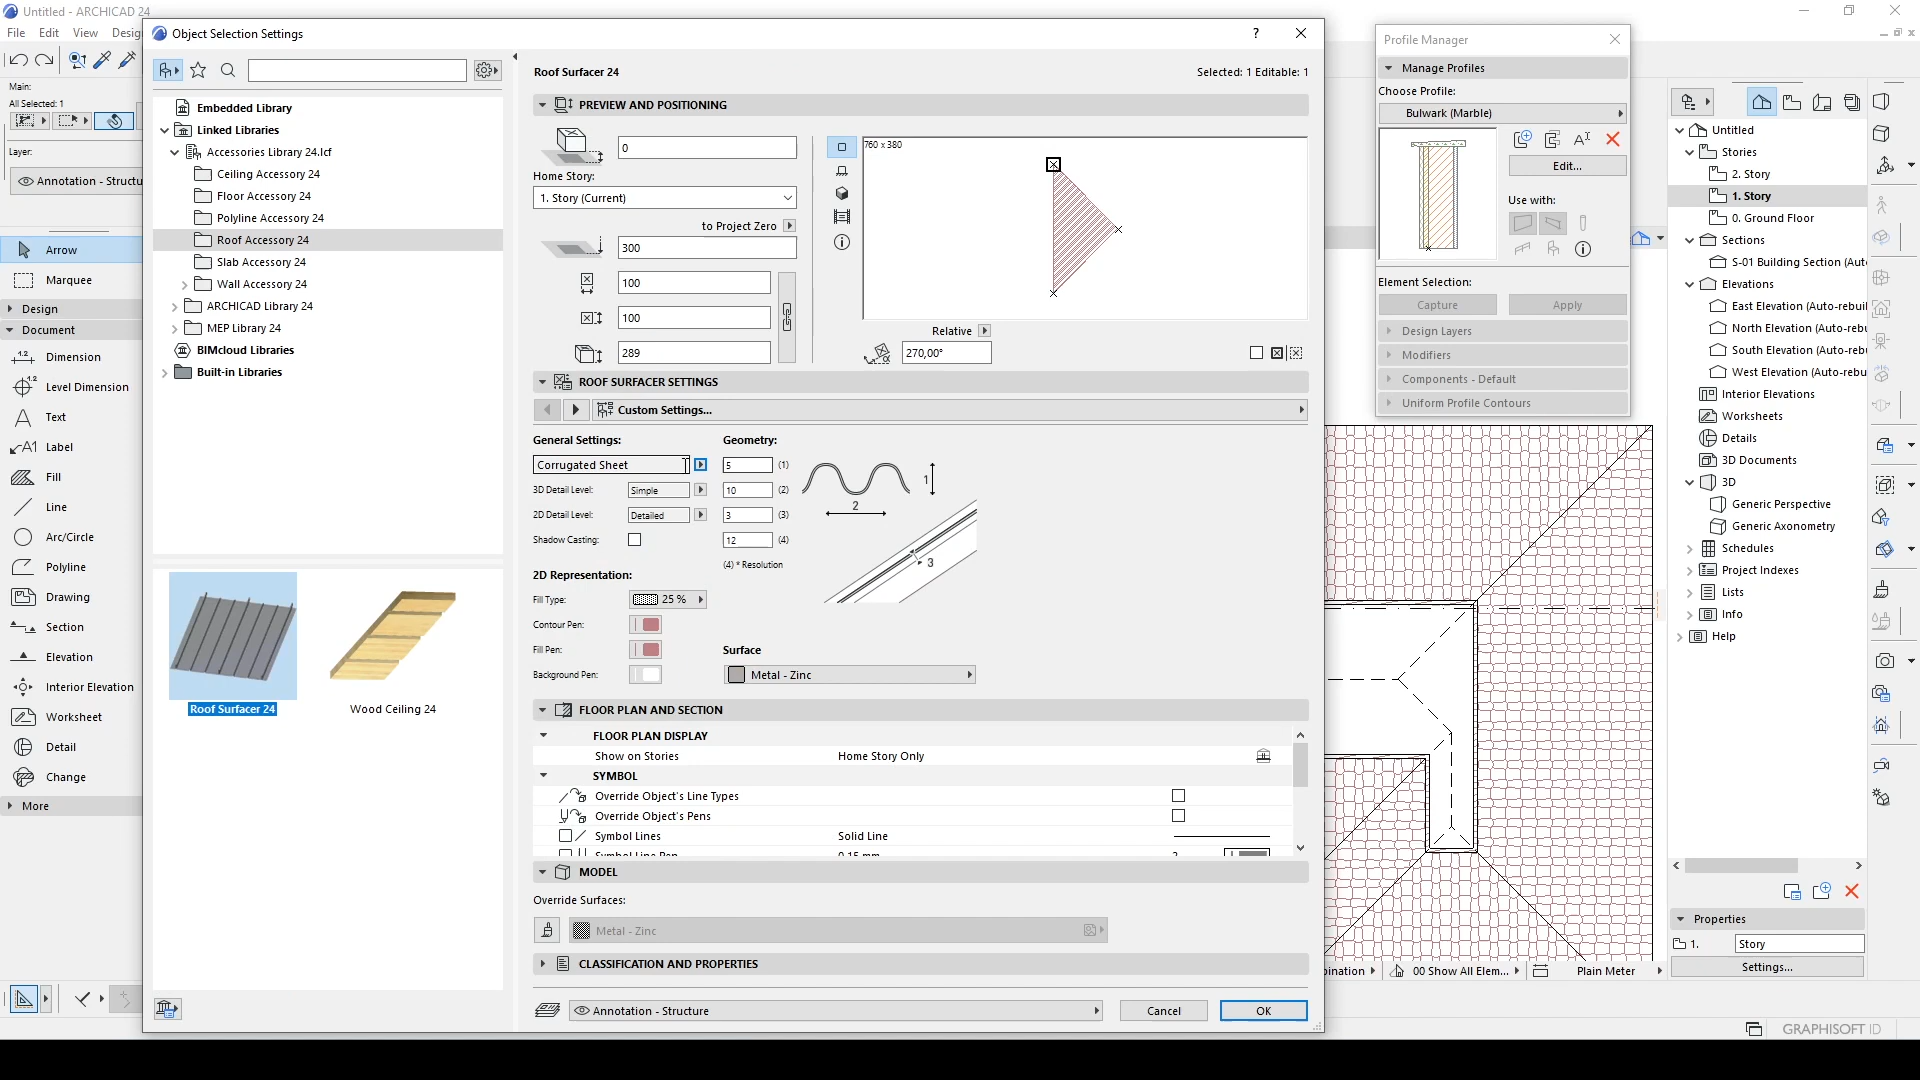 Untitled - ARCHICAD 24
File Edit View Desig
Main:
All Selected: 1
Layer:
Annotation - Structu
Arrow
Marquee
Design
Document
Dimension
Level Dimension
Text
Label
Fill
Line
Arc/Circle
Polyline
Drawing
Section
Elevation
Interior Elevation
Worksheet
Detail
Change
More
Object Selection Settings
?
Embedded Library
Linked Libraries
Accessories Library 24.lcf
Ceiling Accessory 24
Floor Accessory 24
Polyline Accessory 24
Roof Accessory 24
Slab Accessory 24
Wall Accessory 24
ARCHICAD Library 24
MEP Library 24
BIMcloud Libraries
Built-in Libraries
Roof Surfacer 24
Wood Ceiling 24
Roof Surfacer 24
Selected: 1 Editable: 1
PREVIEW AND POSITIONING
0
Home Story:
1. Story (Current)
to Project Zero
300
100
100
289
760 x 380
Relative
270,00°
ROOF SURFACER SETTINGS
Custom Settings...
General Settings:
Geometry:
Corrugated Sheet
5 (1)
3D Detail Level: Simple
10 (2)
2D Detail Level: Detailed
3 (3)
Shadow Casting:
12 (4)
(4) * Resolution
1
2
3
2D Representation:
Fill Type: 25 %
Contour Pen:
Fill Pen:
Surface
Background Pen:
Metal - Zinc
FLOOR PLAN AND SECTION
FLOOR PLAN DISPLAY
Show on Stories Home Story Only
SYMBOL
Override Object's Line Types
Override Object's Pens
Symbol Lines Solid Line
Symbol Line Pen 0.15 mm 2
MODEL
Override Surfaces:
Metal - Zinc
CLASSIFICATION AND PROPERTIES
Annotation - Structure
Cancel
OK
Profile Manager
Manage Profiles
Choose Profile:
Bulwark (Marble)
Edit...
Use with:
Element Selection:
Capture
Apply
Design Layers
Modifiers
Components - Default
Uniform Profile Contours
Untitled
Stories
2. Story
1. Story
0. Ground Floor
Sections
S-01 Building Section (Aut
Elevations
East Elevation (Auto-rebuil
North Elevation (Auto-rebu
South Elevation (Auto-rebu
West Elevation (Auto-rebu
Interior Elevations
Worksheets
Details
3D Documents
3D
Generic Perspective
Generic Axonometry
Schedules
Project Indexes
Lists
Info
Help
Properties
1. Story
Settings...
bination
00 Show All Elem...
Plain Meter
GRAPHISOFT ID